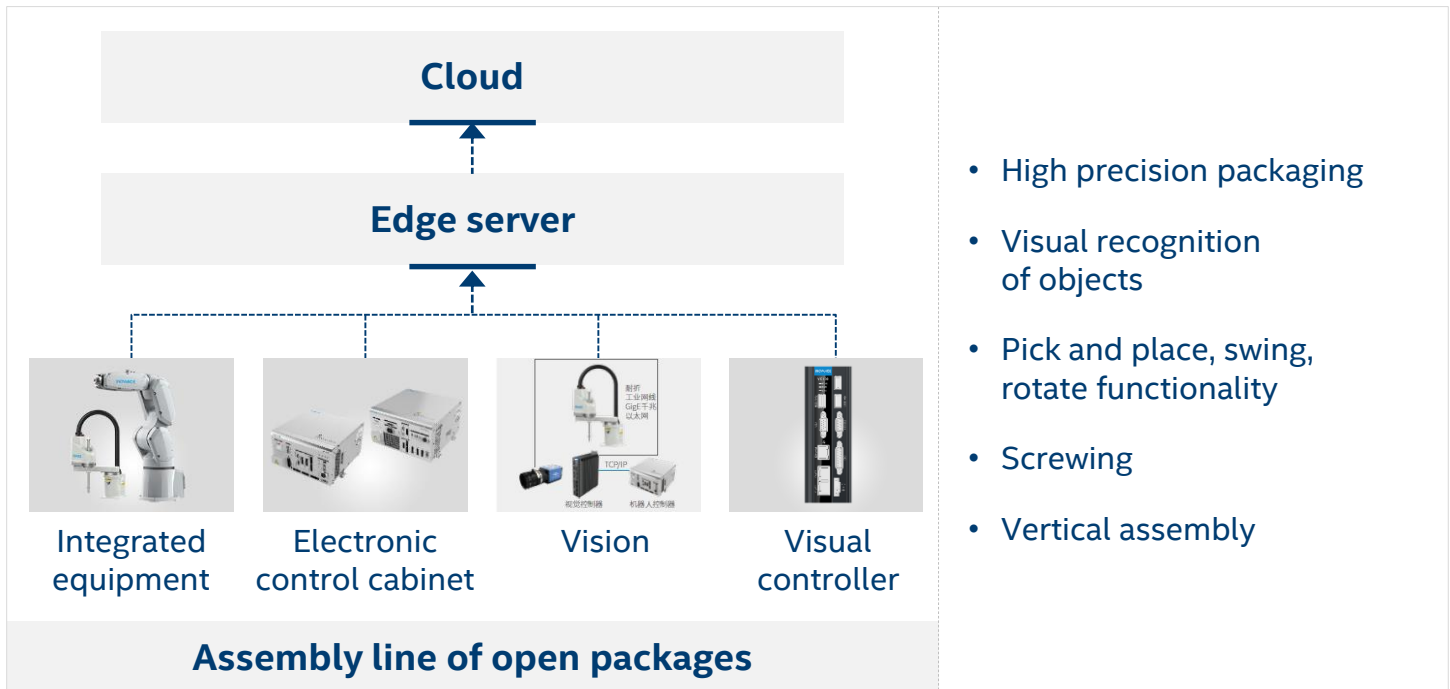 Cloud
Edge server
耐折
工业网线
GigE千兆
以太网
TCP/IP
视觉控制器
机器人控制器
Integrated
equipment
Electronic
control cabinet
Vision
Visual
controller
Assembly line of open packages
• High precision packaging
• Visual recognition
of objects
• Pick and place, swing,
rotate functionality
• Screwing
• Vertical assembly